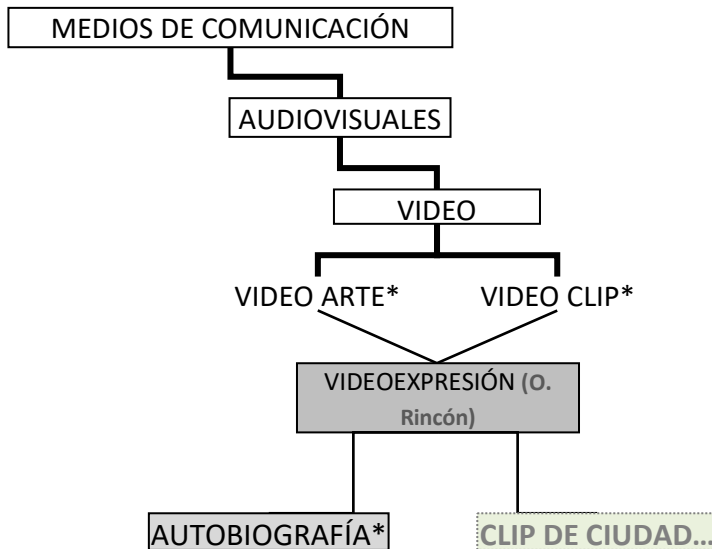 MEDIOS DE COMUNICACIÓN
AUDIOVISUALES
VIDEO
VIDEO ARTE* VIDEO CLIP*
VIDEOEXPRESIÓN (O.
Rincón)
AUTOBIOGRAFÍA* CLIP DE CIUDAD...